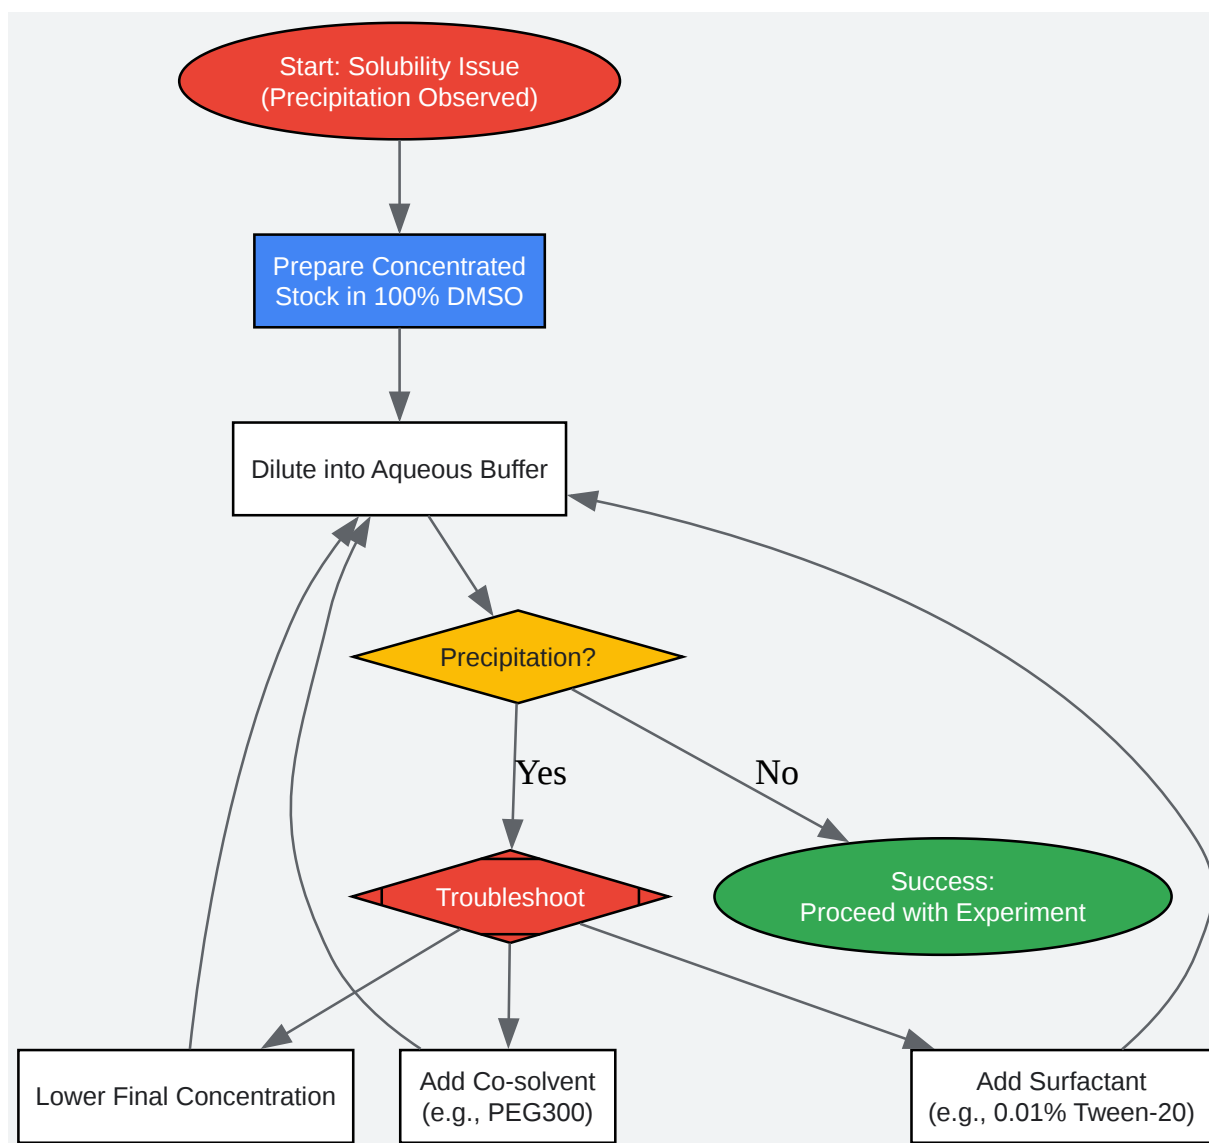 Start: Solubility Issue
(Precipitation Observed)
Prepare Concentrated
Stock in 100% DMSO
Dilute into Aqueous Buffer
Precipitation?
Yes
No
Troubleshoot
Success:
Proceed with Experiment
Lower Final Concentration
Add Co-solvent
(e.g., PEG300)
Add Surfactant
(e.g., 0.01% Tween-20)